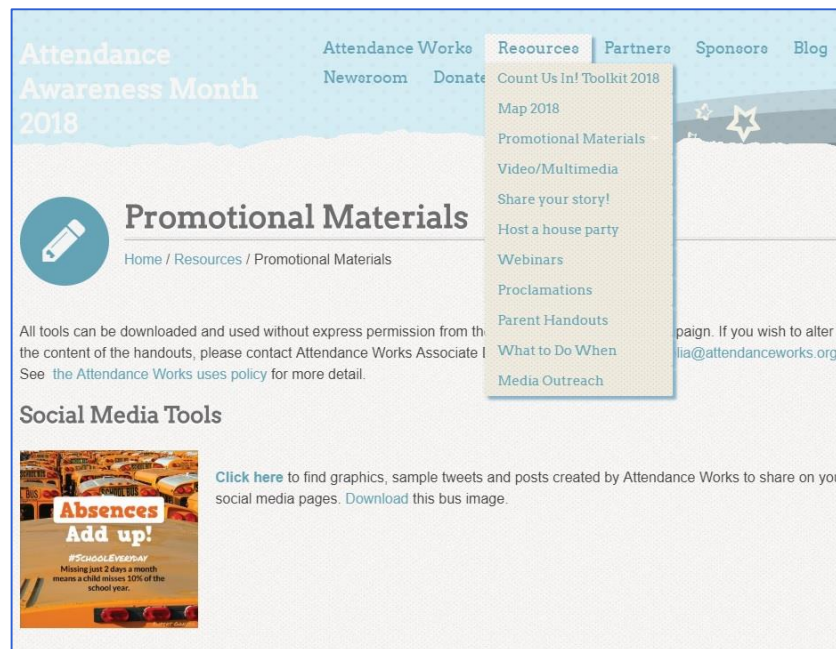 Attendance
Awareness Month
2018
Attendance Works Resources Partners Sponsors Blog
Newsroom Donate
Count Us In! Toolkit 2018
Map 2018
Promotional Materials
Video/Multimedia
Share your story!
Host a house party
Webinars
Proclamations
Parent Handouts
What to Do When
Media Outreach
Promotional Materials
Home / Resources / Promotional Materials
All tools can be downloaded and used without express permission from If you wish to alter
the content of the handouts, please contact Attendance Works Associate
See the Attendance Works uses policy for more detail.
Social Media Tools
SCHOOL BUS
Absences
Add up!
#SCHOOLEVERYDAY
Missing just 2 days a month
means a child misses 10% of the
school year.
Click here to find graphics, sample tweets and posts created by Attendance Works to share on
social media pages. Download this bus image.